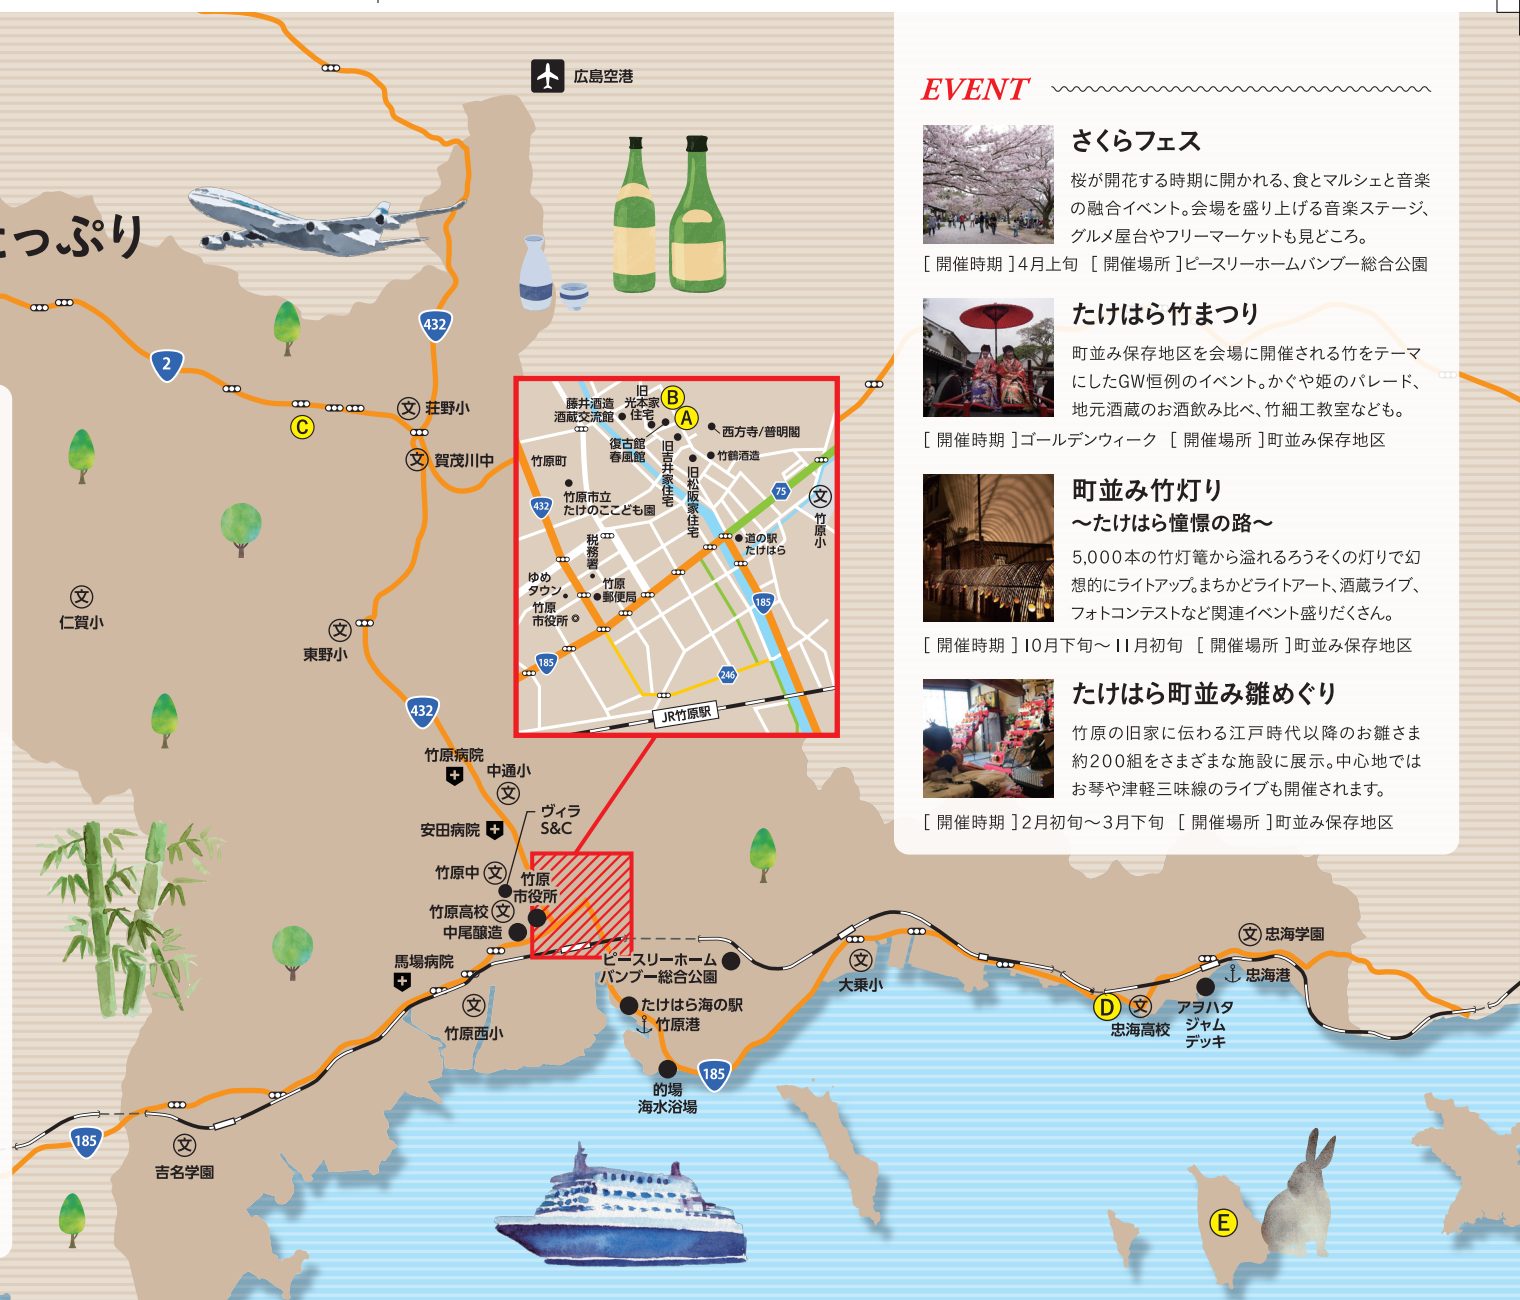 広島空港
たっぷり
432
2
荘野小
C
賀茂川中
仁賀小
東野小
432
竹原病院
中通小
ヴィラ
S&C
安田病院
竹原中
竹原
市役所
竹原高校
中尾醸造
馬場病院
竹原西小
ピースリーホーム
バンブー総合公園
たけはら海の駅
竹原港
的場
海水浴場
185
185
吉名学園
大乗小
D
忠海高校
アヲハタ
ジャム
デッキ
忠海港
忠海学園
E
藤井酒造
酒蔵交流館
旧
光本家
住宅
B
A
西方寺/普明閣
復古館
春風館
旧吉井家住宅
竹鶴酒造
旧松阪家住宅
竹原町
竹原市立
たけのここども園
432
75
竹原小
税務署
道の駅
たけはら
ゆめ
タウン
竹原
郵便局
竹原
市役所
185
185
246
JR竹原駅
EVENT
さくらフェス
桜が開花する時期に開かれる、食とマルシェと音楽
の融合イベント。会場を盛り上げる音楽ステージ、
グルメ屋台やフリーマーケットも見どころ。
[ 開催時期 ]4月上旬 [ 開催場所 ]ピースリーホームバンブー総合公園
たけはら竹まつり
町並み保存地区を会場に開催される竹をテーマ
にしたGW恒例のイベント。かぐや姫のパレード、
地元酒蔵のお酒飲み比べ、竹細工教室なども。
[ 開催時期 ]ゴールデンウィーク [ 開催場所 ]町並み保存地区
町並み竹灯り
〜たけはら憧憬の路〜
5,000本の竹灯篭から溢れるろうそくの灯りで幻
想的にライトアップ。まちかどライトアート、酒蔵ライブ、
フォトコンテストなど関連イベント盛りだくさん。
[ 開催時期 ]10月下旬〜11月初旬 [ 開催場所 ]町並み保存地区
たけはら町並み雛めぐり
竹原の旧家に伝わる江戸時代以降のお雛さま
約200組をさまざまな施設に展示。中心地では
お琴や津軽三味線のライブも開催されます。
[ 開催時期 ]2月初旬〜3月下旬 [ 開催場所 ]町並み保存地区